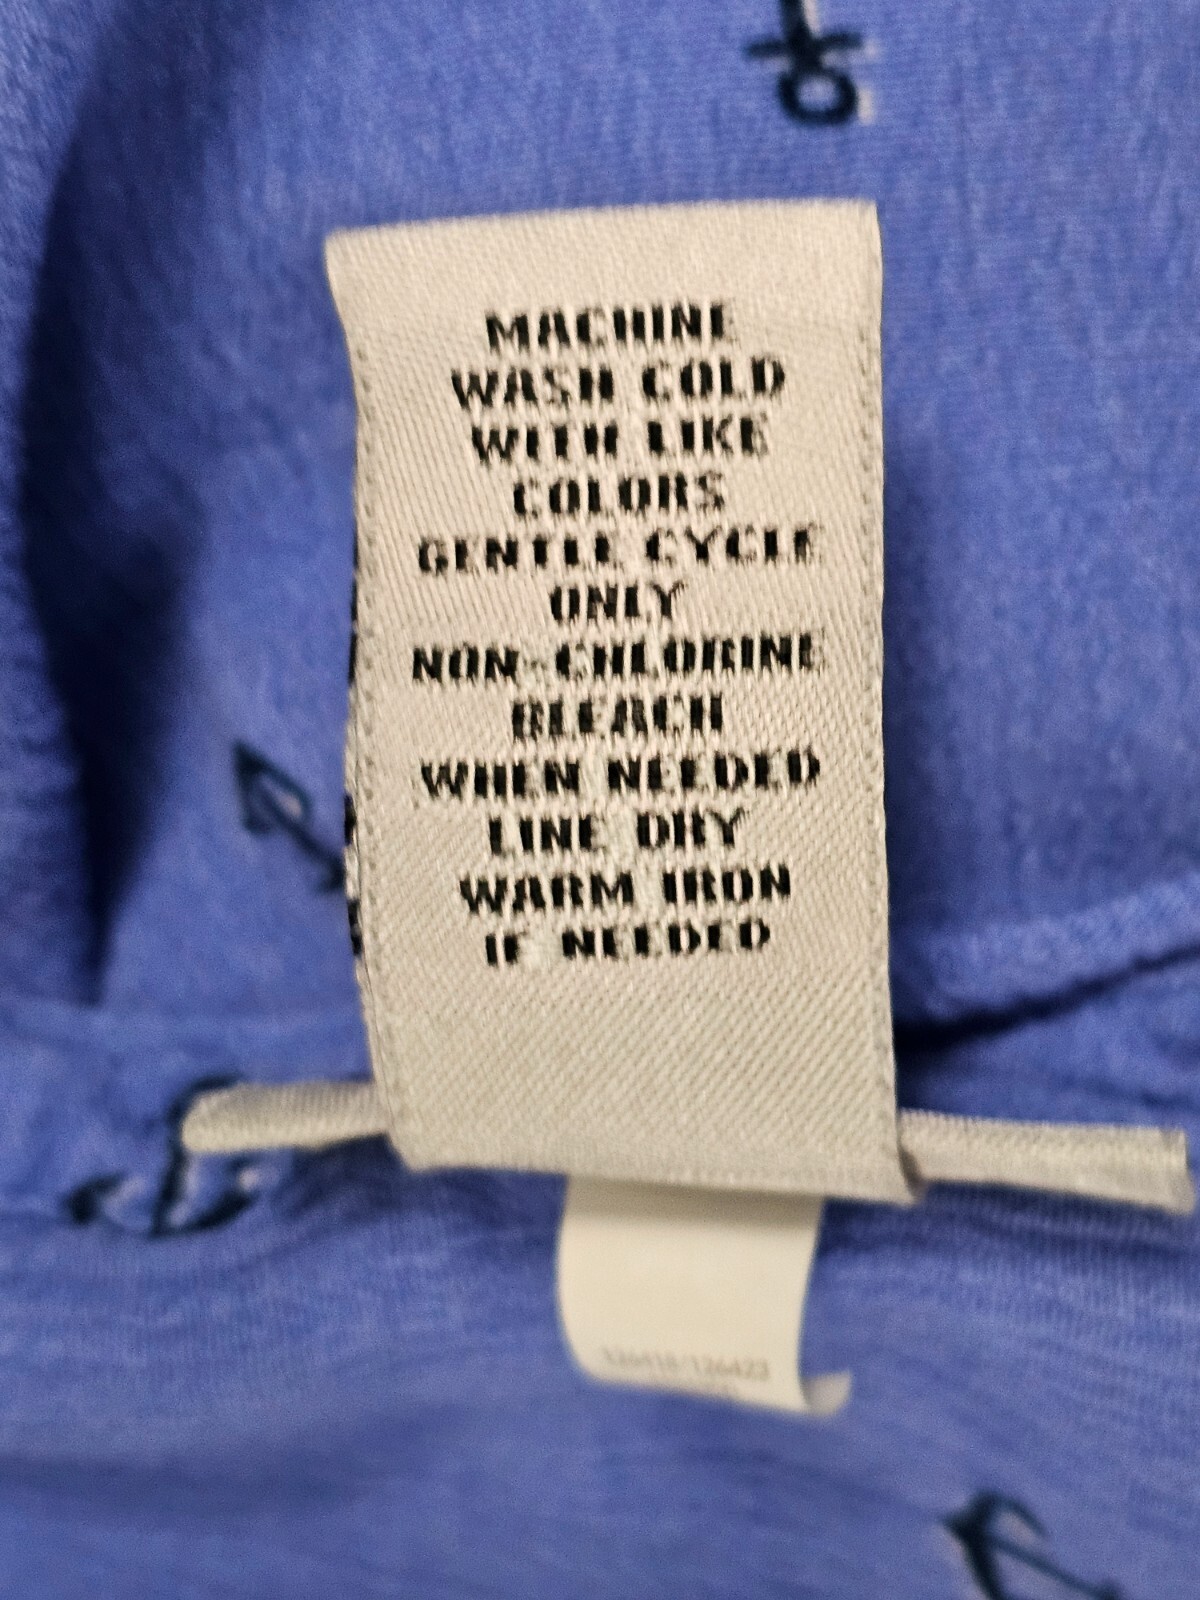 MACHINE
WASH COLD
WITH LIKE
COLORS
GENTLE CYCLE
ONLY
NON-CHLORINE
BLEACH
WHEN NEEDED
LINE DRY
WARM IRON
IF NEEDED